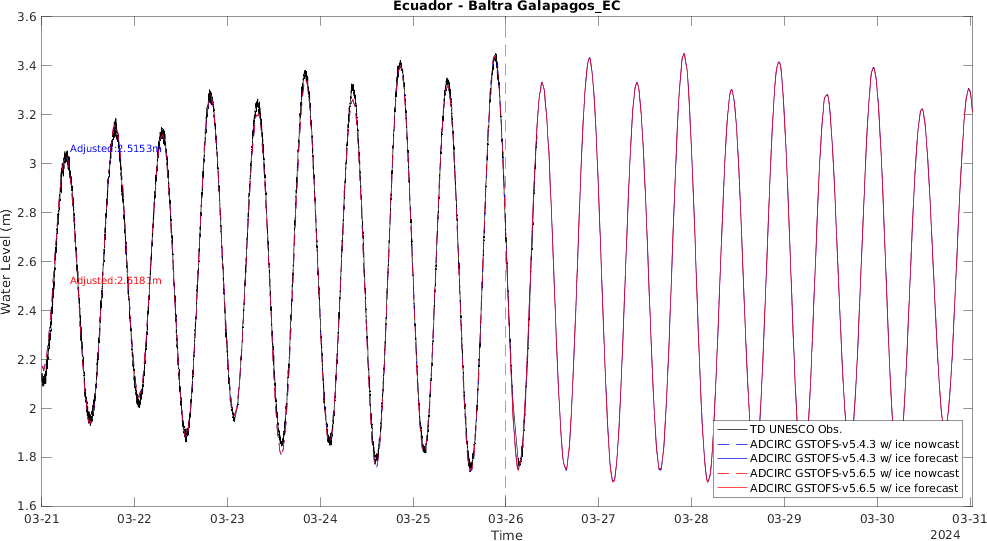 Ecuador - Baltra Galapagos_EC
3.6
3.4
3.2
3
2.8
2.6
2.4
2.2
2
1.8
1.6
Water Level (m)
Adjusted:2.5153m
Adjusted:2.6181m
TD UNESCO Obs.
ADCIRC GSTOFS-v5.4.3 w/ ice nowcast
ADCIRC GSTOFS-v5.4.3 w/ ice forecast
ADCIRC GSTOFS-v5.6.5 w/ ice nowcast
ADCIRC GSTOFS-v5.6.5 w/ ice forecast
03-21 03-22 03-23 03-24 03-25 03-26 03-27 03-28 03-29 03-30 03-31
Time
2024